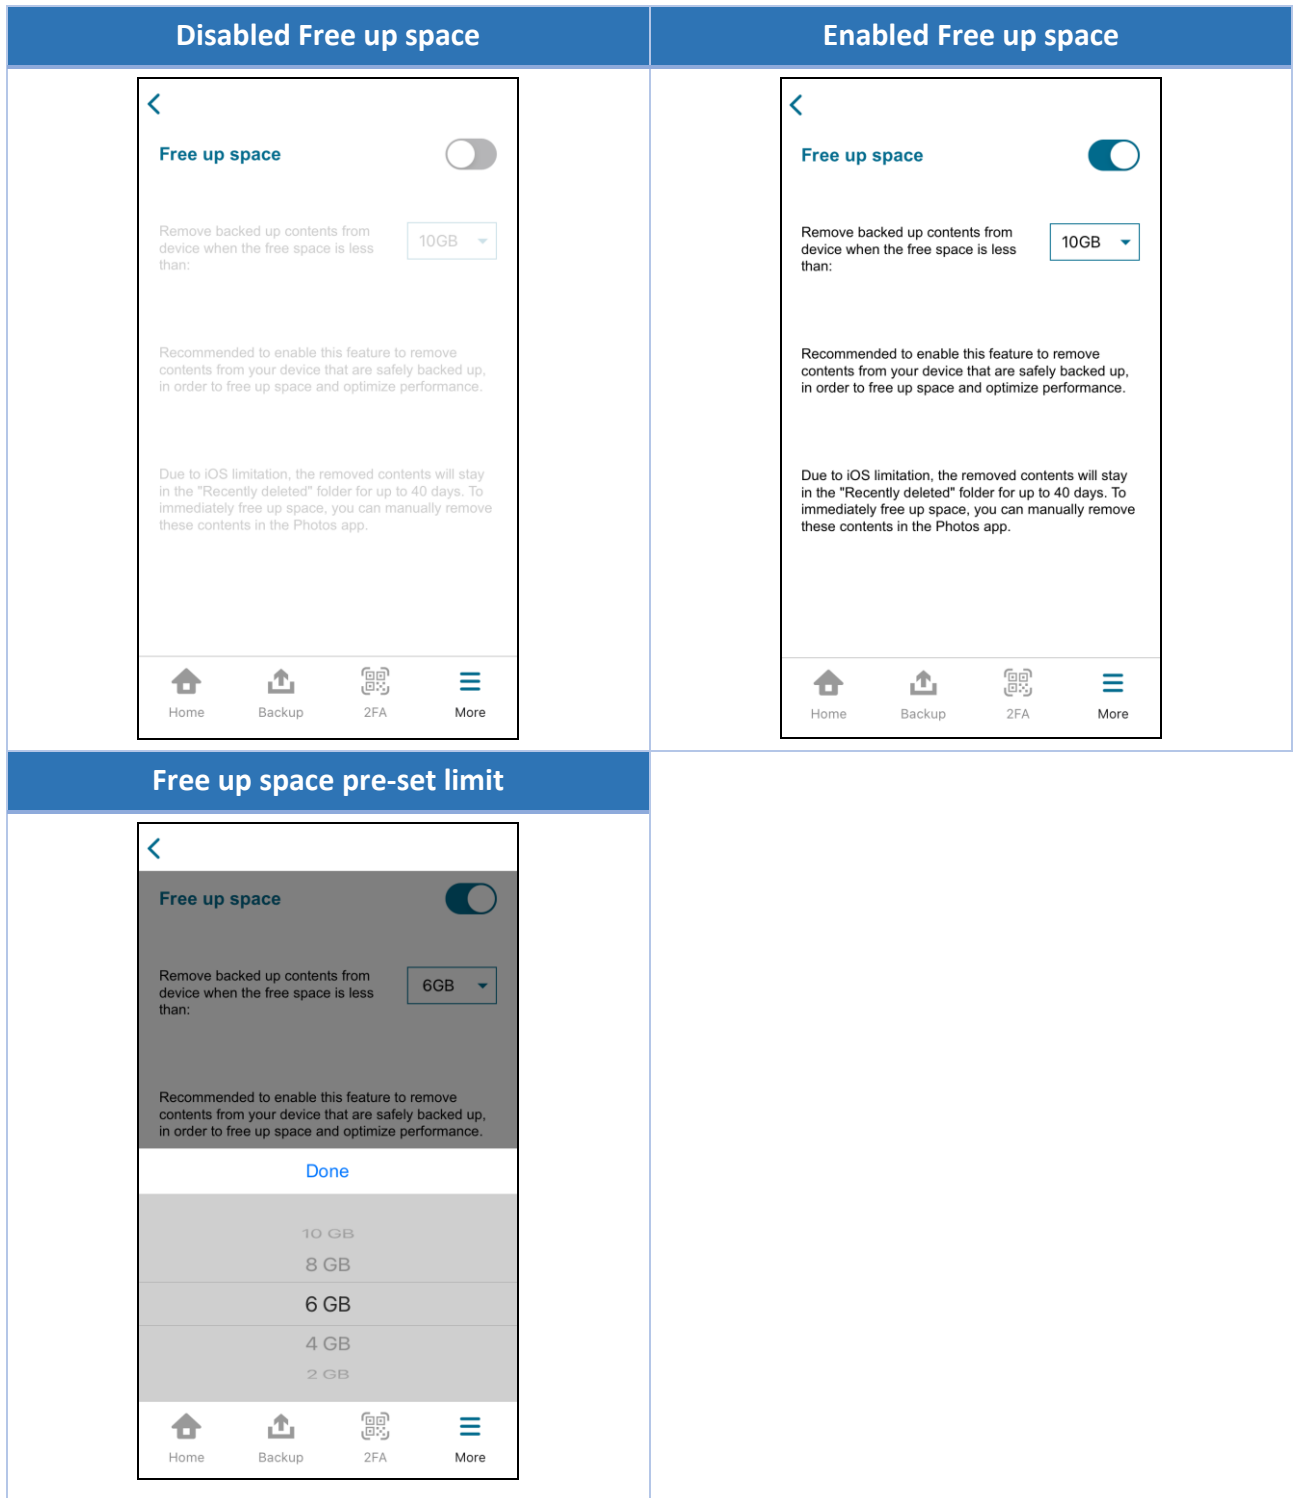 Disabled Free up space
Enabled Free up space
Free up space
Remove backed up contents from
device when the free space is less
than:
10GB
Recommended to enable this feature to remove
contents from your device that are safely backed up,
in order to free up space and optimize performance.
Due to iOS limitation, the removed contents will stay
in the "Recently deleted" folder for up to 40 days. To
immediately free up space, you can manually remove
these contents in the Photos app.
Home
Backup
2FA
More
Free up space
Remove backed up contents from
device when the free space is less
than:
10GB
Recommended to enable this feature to remove
contents from your device that are safely backed up,
in order to free up space and optimize performance.
Due to iOS limitation, the removed contents will stay
in the "Recently deleted" folder for up to 40 days. To
immediately free up space, you can manually remove
these contents in the Photos app.
Home
Backup
2FA
More
Free up space pre-set limit
Free up space
Remove backed up contents from
device when the free space is less
than:
6GB
Recommended to enable this feature to remove
contents from your device that are safely backed up,
in order to free up space and optimize performance.
Done
10 GB
8 GB
6 GB
4 GB
2 GB
Home
Backup
2FA
More